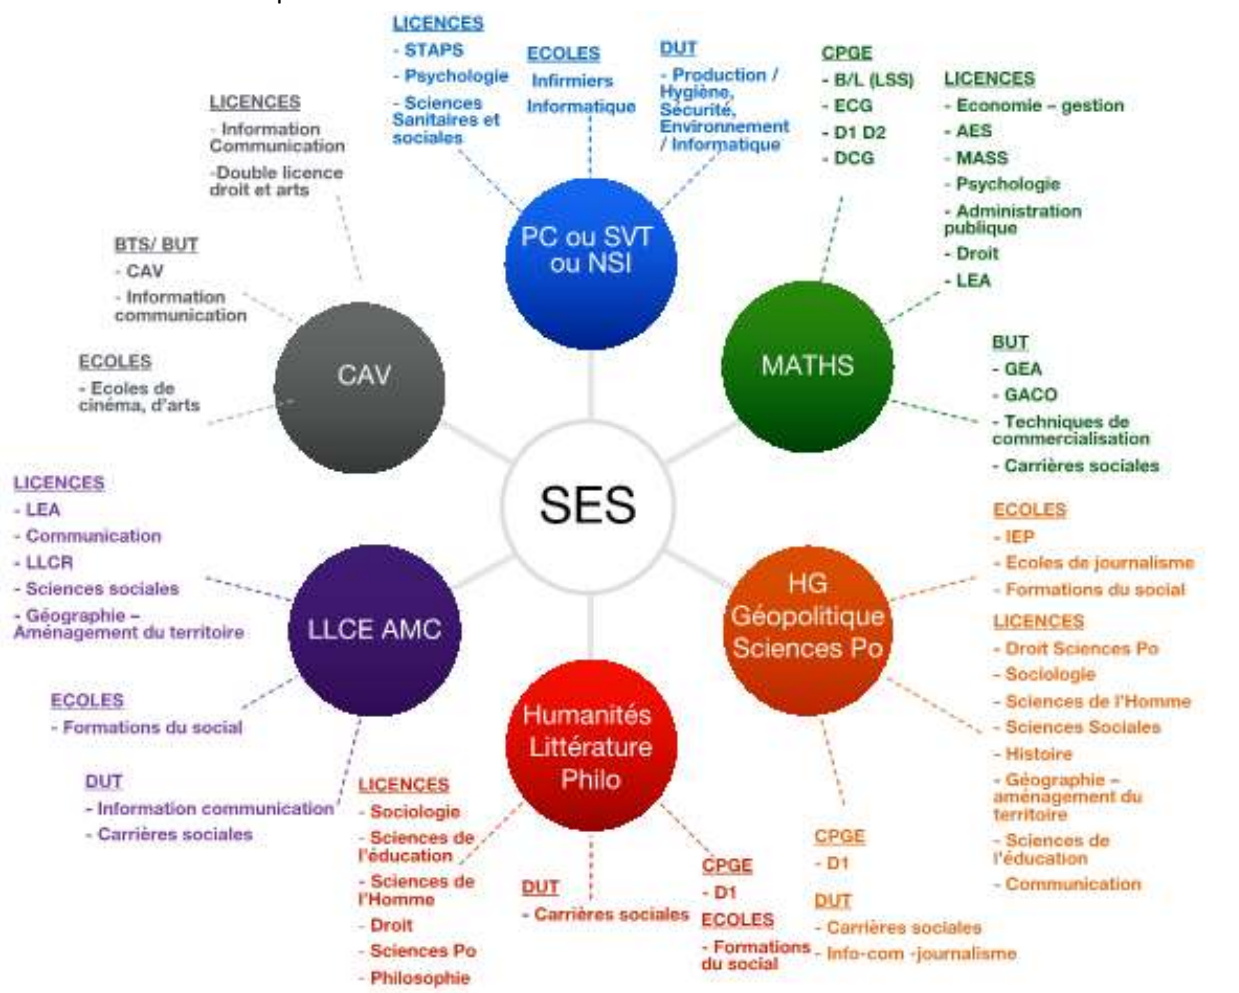 LICENCES
- STAPS
- Psychologie
- Sciences
Sanitaires et
sociales
ECOLES
Infirmiers
Informatique
DUT
- Production /
Hygiène,
Sécurité,
Environnement
/ Informatique
PC ou SVT
ou NSI
CPGE
- B/L (LSS)
- ECG
- D1 D2
- DCG
LICENCES
- Economie – gestion
- AES
- MASS
- Psychologie
- Administration
publique
- Droit
- LEA
BUT
- GEA
- GACO
- Techniques de
commercialisation
- Carrières sociales
MATHS
LICENCES
- Information
Communication
-Double licence
droit et arts
BTS/ BUT
- CAV
- Information
communication
ECOLES
- Ecoles de
cinéma, d'arts
CAV
SES
LICENCES
- LEA
- Communication
- LLCR
- Sciences sociales
- Géographie –
Aménagement du territoire
ECOLES
- Formations du social
DUT
- Information communication
- Carrières sociales
LLCE AMC
HG
Géopolitique
Sciences Po
ECOLES
- IEP
- Ecoles de journalisme
- Formations du social
LICENCES
- Droit Sciences Po
- Sociologie
- Sciences de l'Homme
- Sciences Sociales
- Histoire
- Géographie –
aménagement du
territoire
- Sciences de
l'éducation
- Communication
CPGE
- D1
DUT
- Carrières sociales
- Info-com -journalisme
Humanités
Littérature
Philo
LICENCES
- Sociologie
- Sciences de
l'éducation
- Sciences de
l'Homme
- Droit
- Sciences Po
- Philosophie
DUT
- Carrières sociales
CPGE
- D1
ECOLES
- Formations
du social